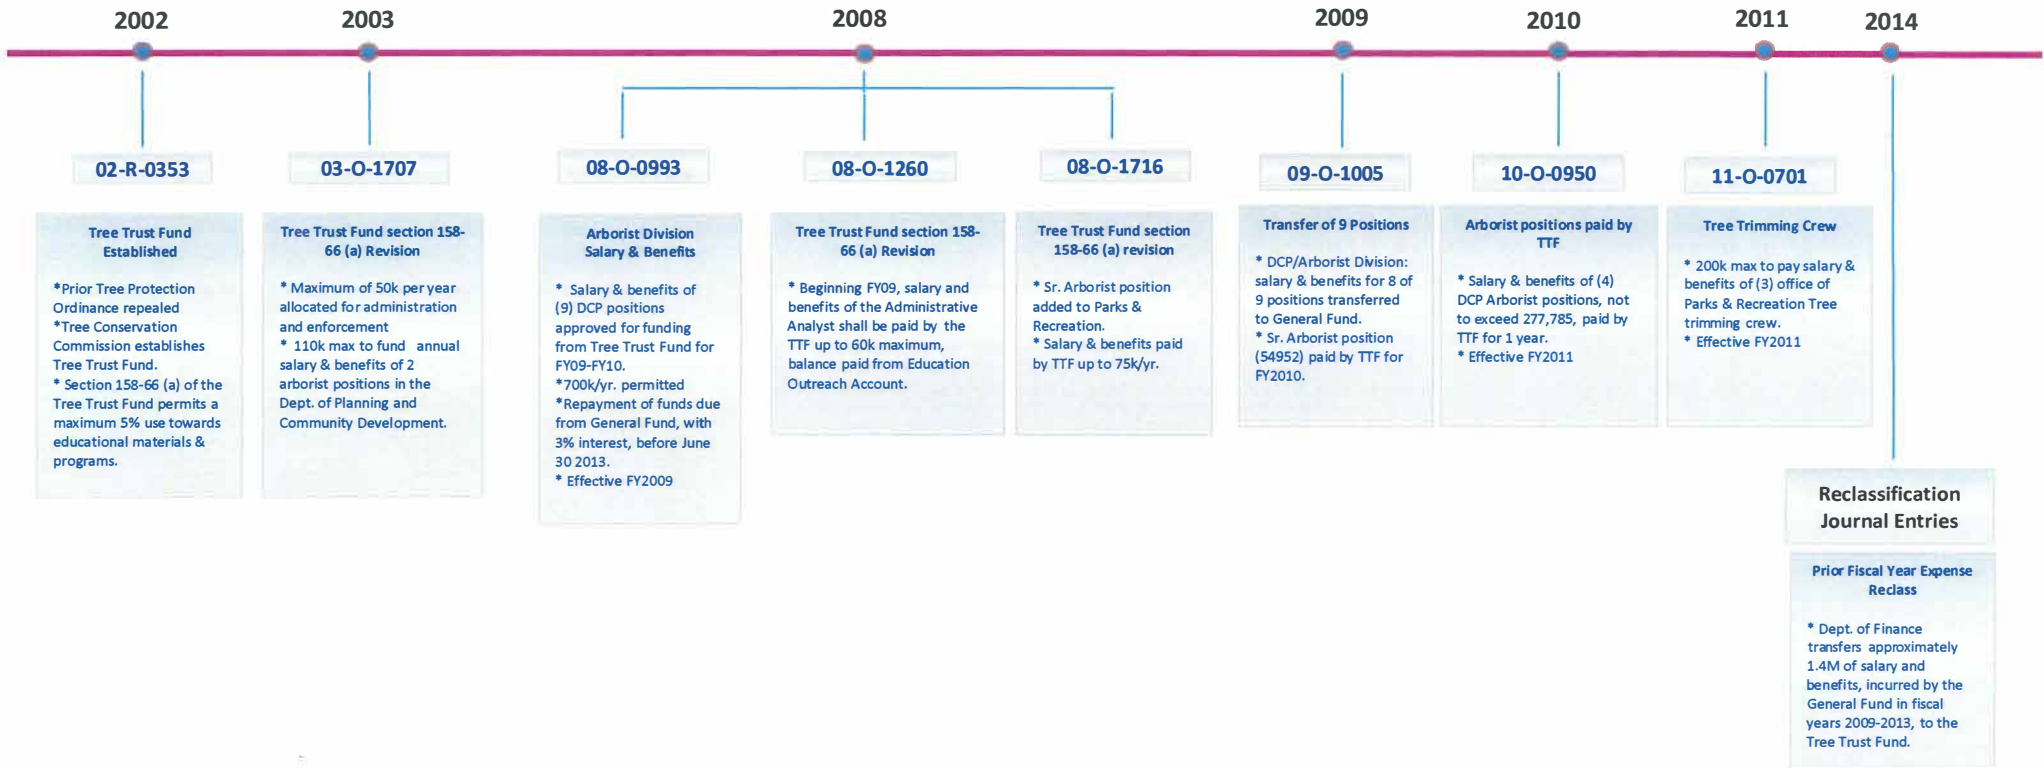 2002
2003
2008
2009
2010
2011
2014
02-R-0353
Tree Trust Fund
Established
*Prior Tree Protection
Ordinance repealed
*Tree Conservation
Commission establishes
Tree Trust Fund.
* Section 158-66 (a) of the
Tree Trust Fund permits a
maximum 5% use towards
educational materials &
programs.
03-O-1707
Tree Trust Fund section 158-
66 (a) Revision
* Maximum of 50k per year
allocated for administration
and enforcement
* 110k max to fund annual
salary & benefits of 2
arborist positions in the
Dept. of Planning and
Community Development.
08-O-0993
Arborist Division
Salary & Benefits
* Salary & benefits of
(9) DCP positions
approved for funding
from Tree Trust Fund for
FY09-FY10.
*700k/yr. permitted
*Repayment of funds due
from General Fund, with
3% interest, before June
30 2013.
* Effective FY2009
08-O-1260
Tree Trust Fund section 158-
66 (a) Revision
* Beginning FY09, salary and
benefits of the Administrative
Analyst shall be paid by the
TTF up to 60k maximum,
balance paid from Education
Outreach Account.
08-O-1716
Tree Trust Fund section
158-66 (a) revision
* Sr. Arborist position
added to Parks &
Recreation.
* Salary & benefits paid
by TTF up to 75k/yr.
09-O-1005
Transfer of 9 Positions
* DCP/Arborist Division:
salary & benefits for 8 of
9 positions transferred
to General Fund.
* Sr. Arborist position
(54952) paid by TTF for
FY2010.
10-O-0950
Arborist positions paid by
TTF
* Salary & benefits of (4)
DCP Arborist positions, not
to exceed 277,785, paid by
TTF for 1 year.
* Effective FY2011
11-O-0701
Tree Trimming Crew
* 200k max to pay salary &
benefits of (3) office of
Parks & Recreation Tree
trimming crew.
* Effective FY2011
Reclassification
Journal Entries
Prior Fiscal Year Expense
Reclass
* Dept. of Finance
transfers approximately
1.4M of salary and
benefits, incurred by the
General Fund in fiscal
years 2009-2013, to the
Tree Trust Fund.